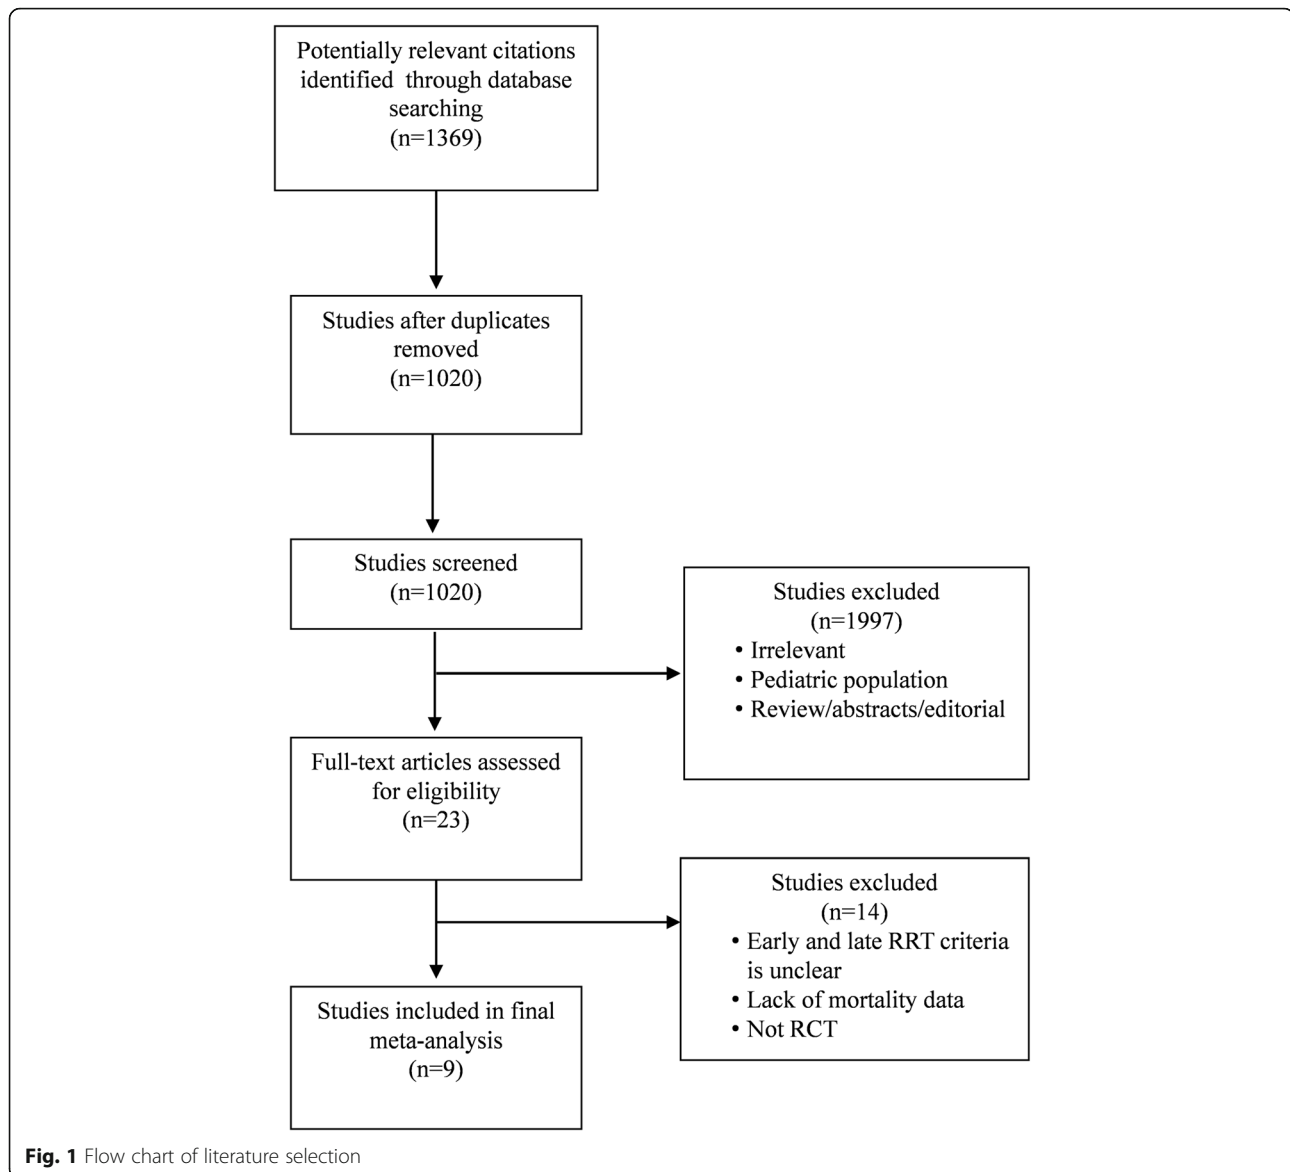 Potentially relevant citations
identified through database
searching
(n=1369)
Studies after duplicates
removed
(n=1020)
Studies screened
(n=1020)
Studies excluded
(n=1997)
• Irrelevant
• Pediatric population
• Review/abstracts/editorial
Full-text articles assessed
for eligibility
(n=23)
Studies excluded
(n=14)
• Early and late RRT criteria
is unclear
• Lack of mortality data
• Not RCT
Studies included in final
meta-analysis
(n=9)
Fig. 1 Flow chart of literature selection